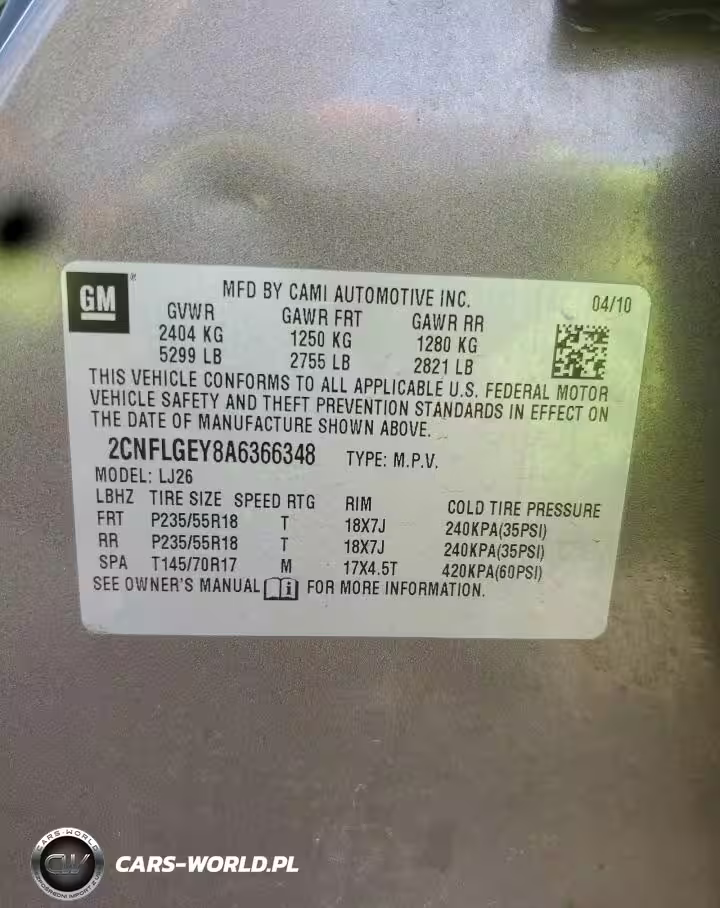 GM
®
MFD BY CAMI AUTOMOTIVE INC. 04/10
GVWR GAWR FRT GAWR RR
2404 KG 1250 KG 1280 KG
5299 LB 2755 LB 2821 LB
THIS VEHICLE CONFORMS TO ALL APPLICABLE U.S. FEDERAL MOTOR
VEHICLE SAFETY AND THEFT PREVENTION STANDARDS IN EFFECT ON
THE DATE OF MANUFACTURE SHOWN ABOVE.
2CNFLGEY8A6366348 TYPE: M.P.V.
MODEL: LJ26
LBHZ TIRE SIZE SPEED RTG RIM COLD TIRE PRESSURE
FRT P235/55R18 T 18X7J 240KPA(35PSI)
RR P235/55R18 T 18X7J 240KPA(35PSI)
SPA T145/70R17 M 17X4.5T 420KPA(60PSI)
SEE OWNER'S MANUAL i FOR MORE INFORMATION.
CARS-WORLD
CW
CARS-WORLD.PL